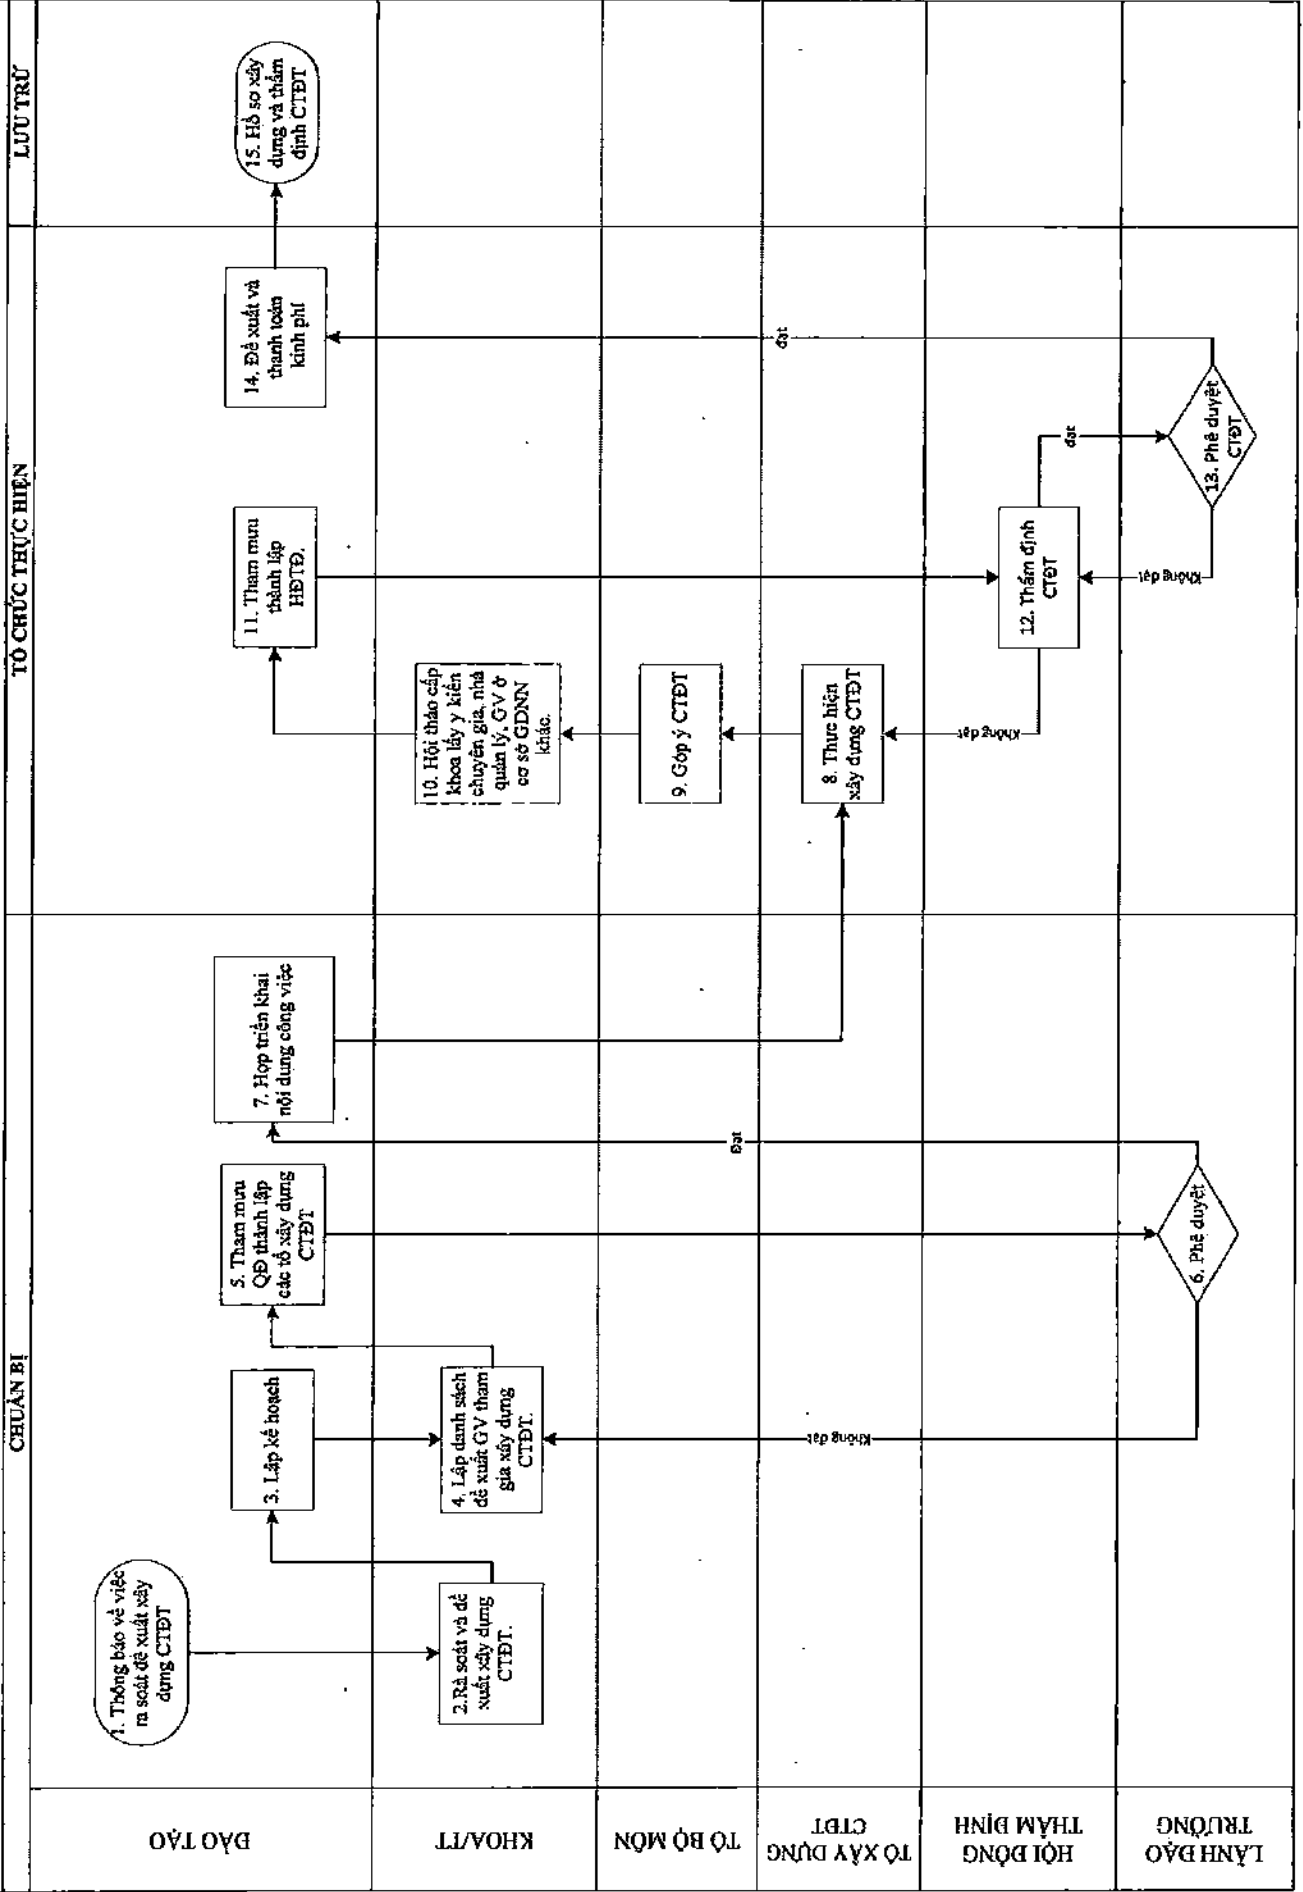 CHUẨN BỊ
TỔ CHỨC THỰC HIỆN
LƯU TRỮ
ĐÀO TẠO
1. Thông báo về việc
ra soát đề xuất xây
dựng CTĐT
3. Lập kế hoạch
5. Tham mưu
QĐ thành lập
các tổ xây dựng
CTĐT
7. Họp triển khai
nội dung công việc
11. Tham mưu
thành lập
HĐTĐ.
14. Đề xuất và
thanh toán
kinh phí
15. Hồ sơ xây
dựng và thẩm
định CTĐT
KHOA/TT
2.Rà soát và đề
xuất xây dựng
CTĐT.
4. Lập danh sách
đề xuất GV tham
gia xây dựng
CTĐT.
10. Hội thảo cấp
khoa lấy ý kiến
chuyên gia, nhà
quản lý, GV ở
cơ sở GDNN
khác.
TỔ BỘ MÔN
Đạt
9. Góp ý CTĐT
TỔ XÂY DỰNG
CTĐT
Không đạt
8. Thực hiện
xây dựng CTĐT
đạt
HỘI ĐỒNG
THẨM ĐỊNH
Không đạt
12. Thẩm định
CTĐT
đạt
LÃNH ĐẠO
TRƯỜNG
6. Phê duyệt
Không đạt
13. Phê duyệt
CTĐT